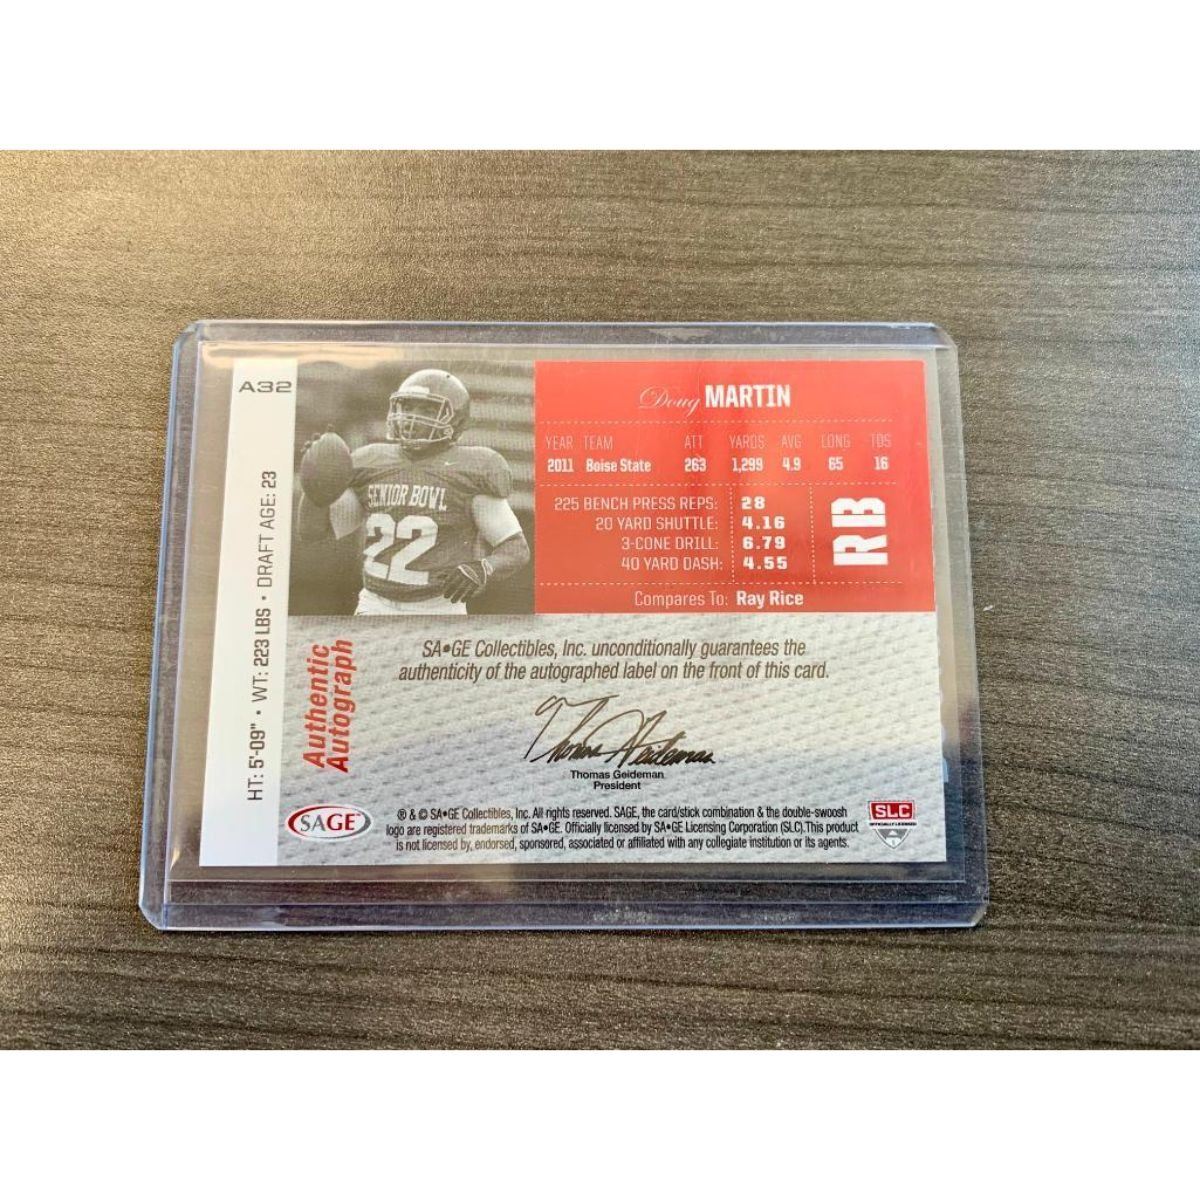 A32
HT: 5'-09" • WT: 223 LBS • DRAFT AGE: 23
SENIOR BOWL
22
Doug MARTIN
YEAR TEAM ATT YARDS AVG LONG TDS
2011 Boise State 263 1,299 4.9 65 16
225 BENCH PRESS REPS: 28
20 YARD SHUTTLE: 4.16
3-CONE DRILL: 6.79
40 YARD DASH: 4.55
RB
Compares To: Ray Rice
Authentic
Autograph
SA•GE Collectibles, Inc. unconditionally guarantees the
authenticity of the autographed label on the front of this card.
Thomas Geideman
Thomas Geideman
President
SAGE™
® & © SA•GE Collectibles, Inc. All rights reserved. SAGE, the card/stick combination & the double-swoosh
logo are registered trademarks of SA•GE. Officially licensed by SA•GE Licensing Corporation (SLC). This product
is not licensed by, endorsed, sponsored, associated or affiliated with any collegiate institution or its agents.
SLC
OFFICIALLY LICENSED